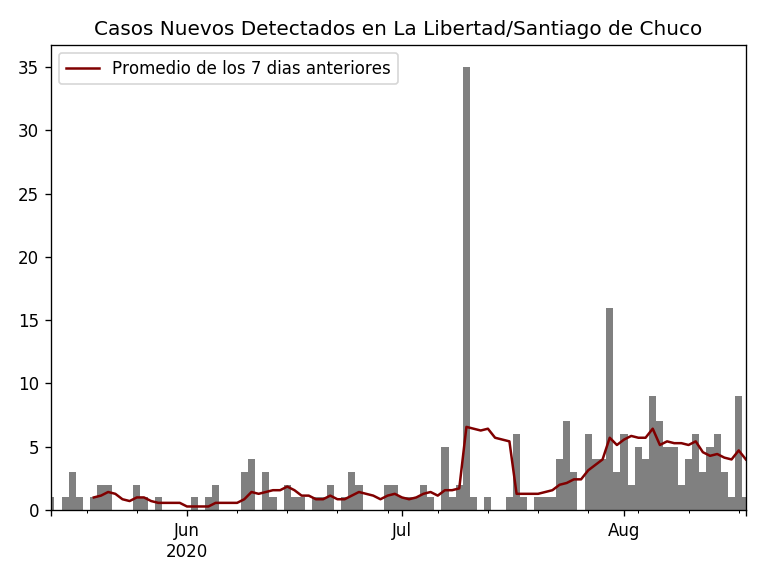 Casos Nuevos Detectados en La Libertad/Santiago de Chuco
Promedio de los 7 dias anteriores
35
30
25
20
15
10
5
0
Jun
2020
Jul
Aug